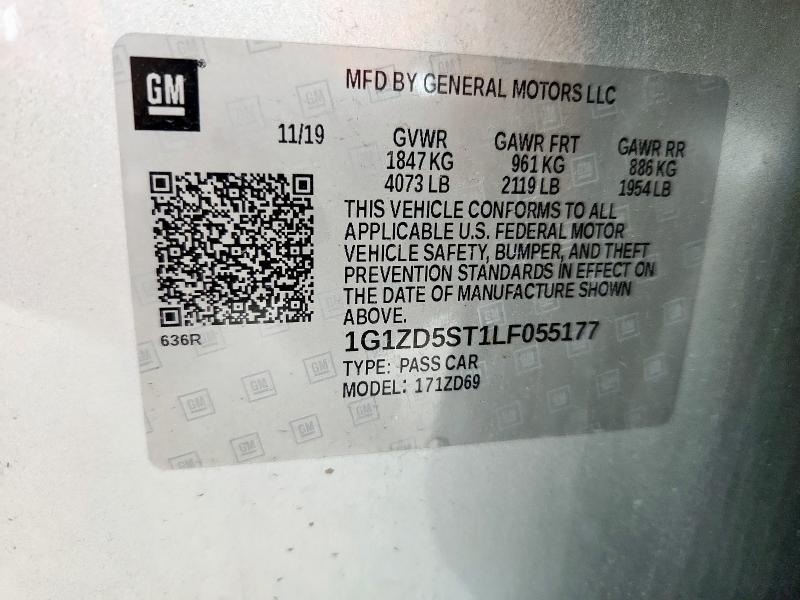 GM
MFD BY GENERAL MOTORS LLC
11/19
GVWR GAWR FRT GAWR RR
1847 KG 961 KG 886 KG
4073 LB 2119 LB 1954 LB
THIS VEHICLE CONFORMS TO ALL
APPLICABLE U.S. FEDERAL MOTOR
VEHICLE SAFETY, BUMPER, AND THEFT
PREVENTION STANDARDS IN EFFECT ON
THE DATE OF MANUFACTURE SHOWN
ABOVE.
636R
1G1ZD5ST1LF055177
TYPE: PASS CAR
MODEL: 171ZD69